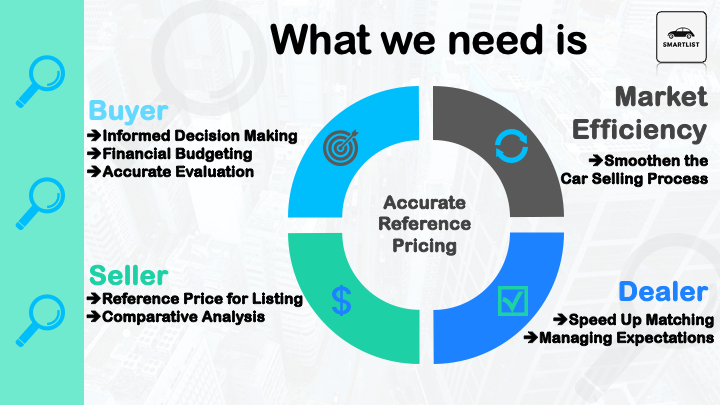 What we need is
SMARTLIST
Buyer
➔Informed Decision Making
➔Financial Budgeting
➔Accurate Evaluation
Market
Efficiency
➔Smoothen the
Car Selling Process
Accurate
Reference
Pricing
Seller
➔Reference Price for Listing
➔Comparative Analysis
$
Dealer
➔Speed Up Matching
➔Managing Expectations